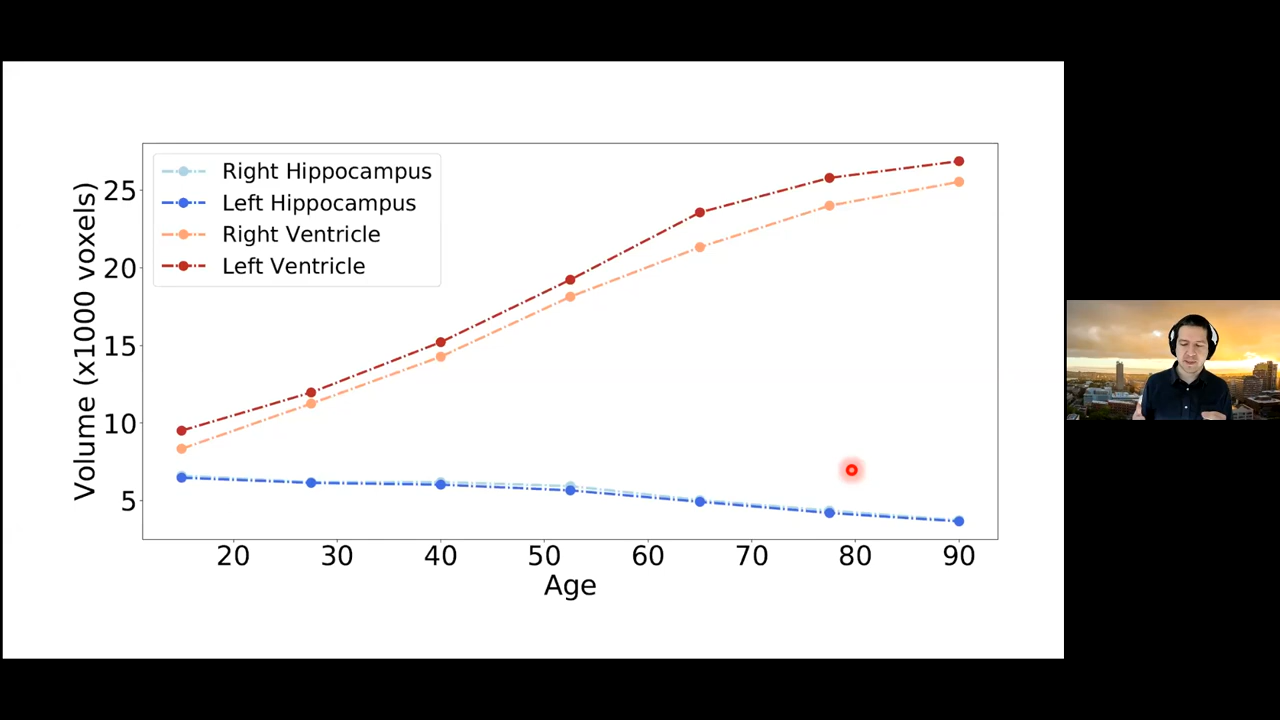 Right Hippocampus
Left Hippocampus
Right Ventricle
Left Ventricle
Volume (x1000 voxels)
25
20
15
10
5
20 30 40 50 60 70 80 90
Age